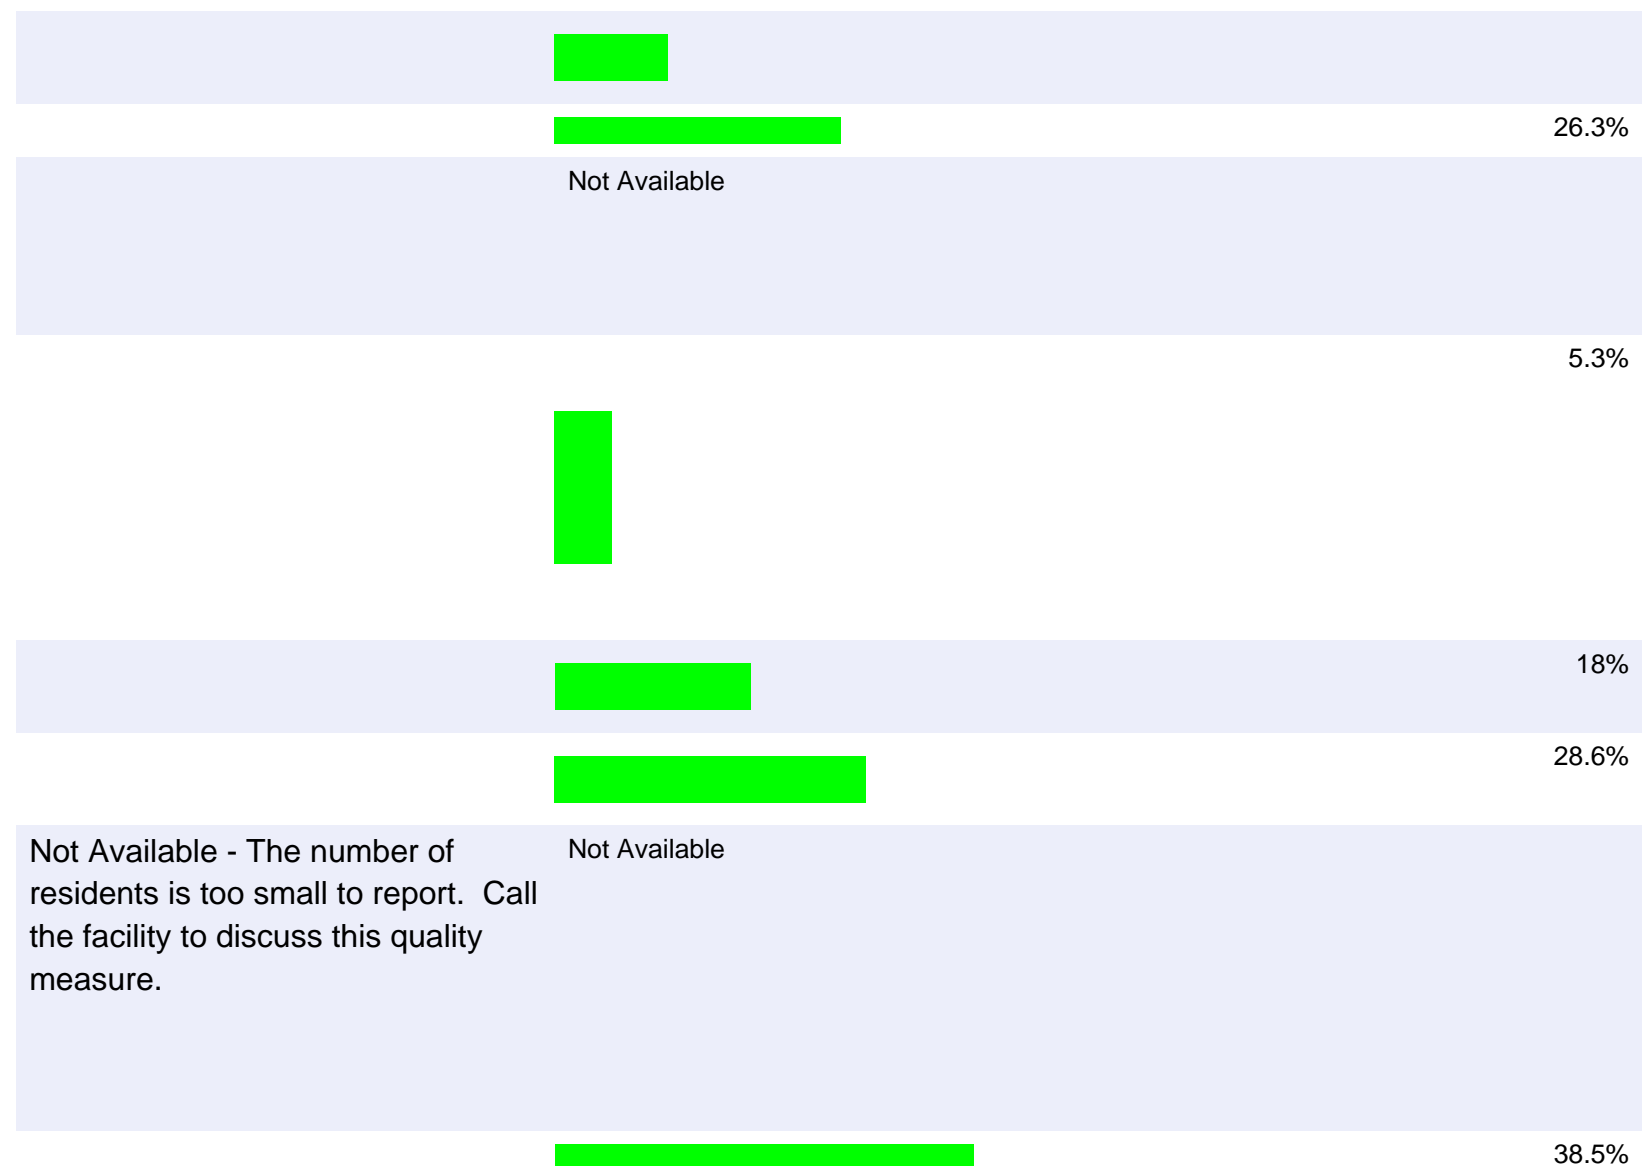 26.3%
Not Available
5.3%
18%
28.6%
Not Available - The number of
residents is too small to report.  Call
the facility to discuss this quality
measure.
Not Available
38.5%